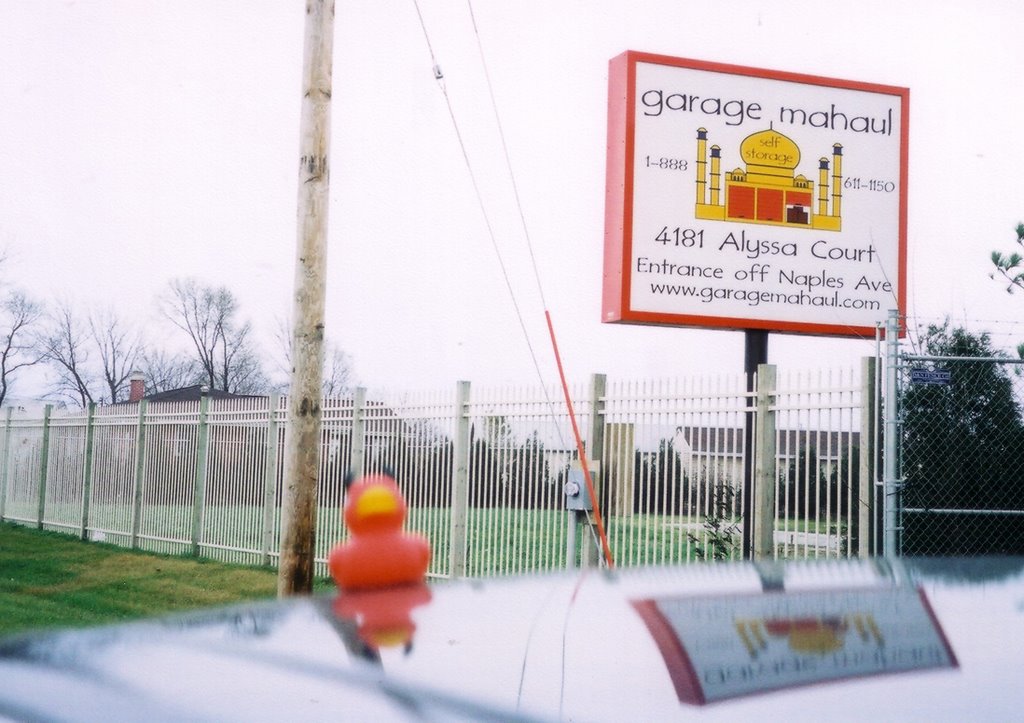 garage mahaul
self
storage
1-888 611-1150
4181 Alyssa Court
Entrance off Naples Ave
www.garagemahaul.com